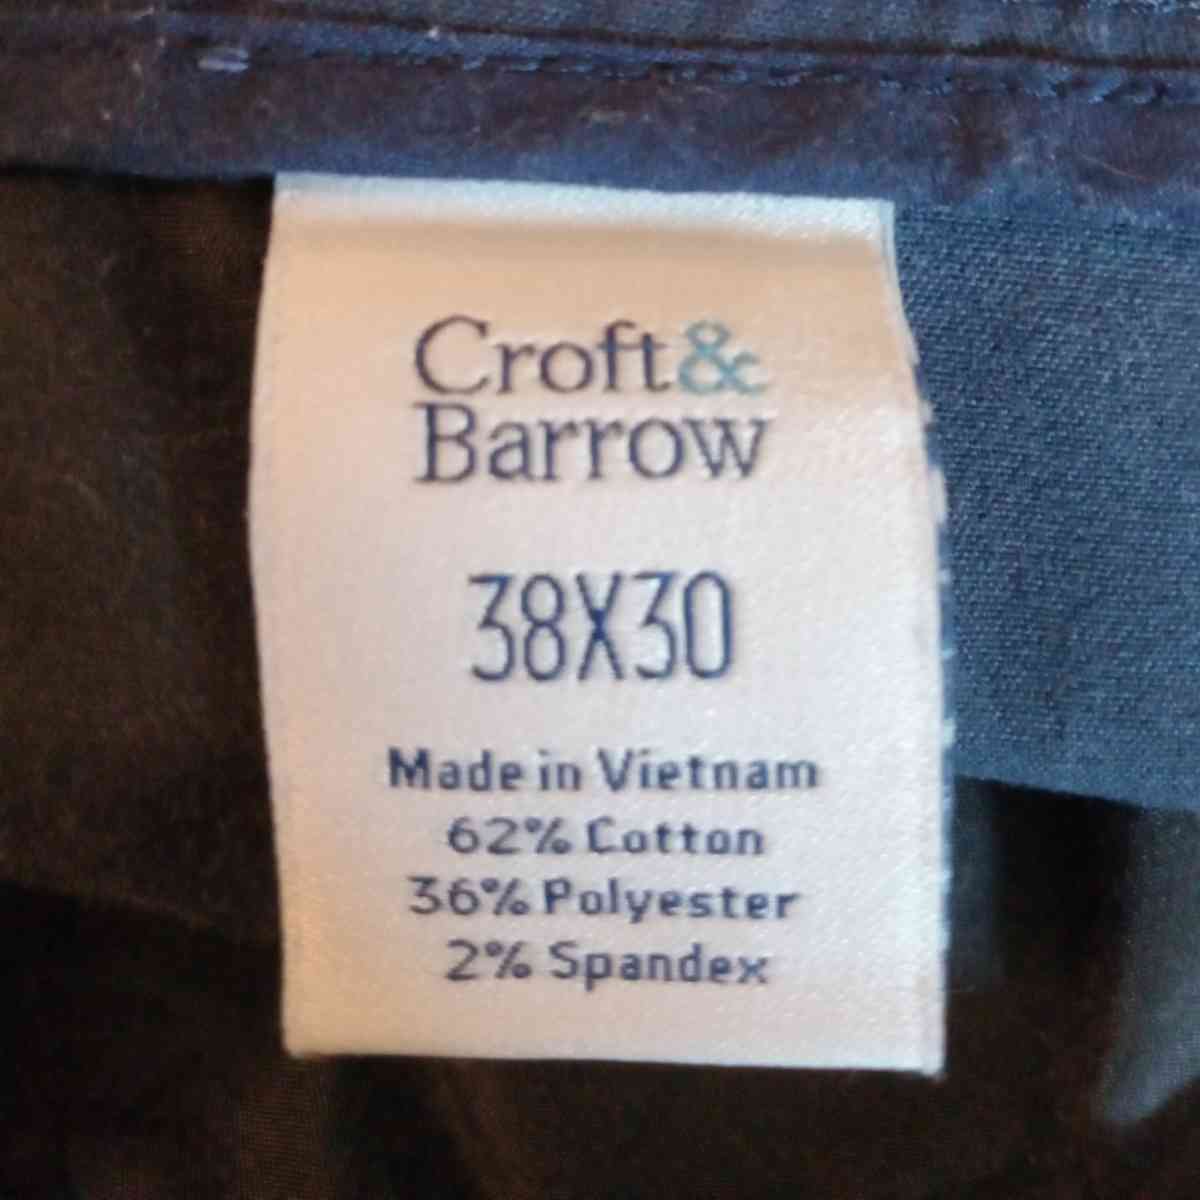 Croft&
Barrow
38X30
Made in Vietnam
62% Cotton
36% Polyester
2% Spandex